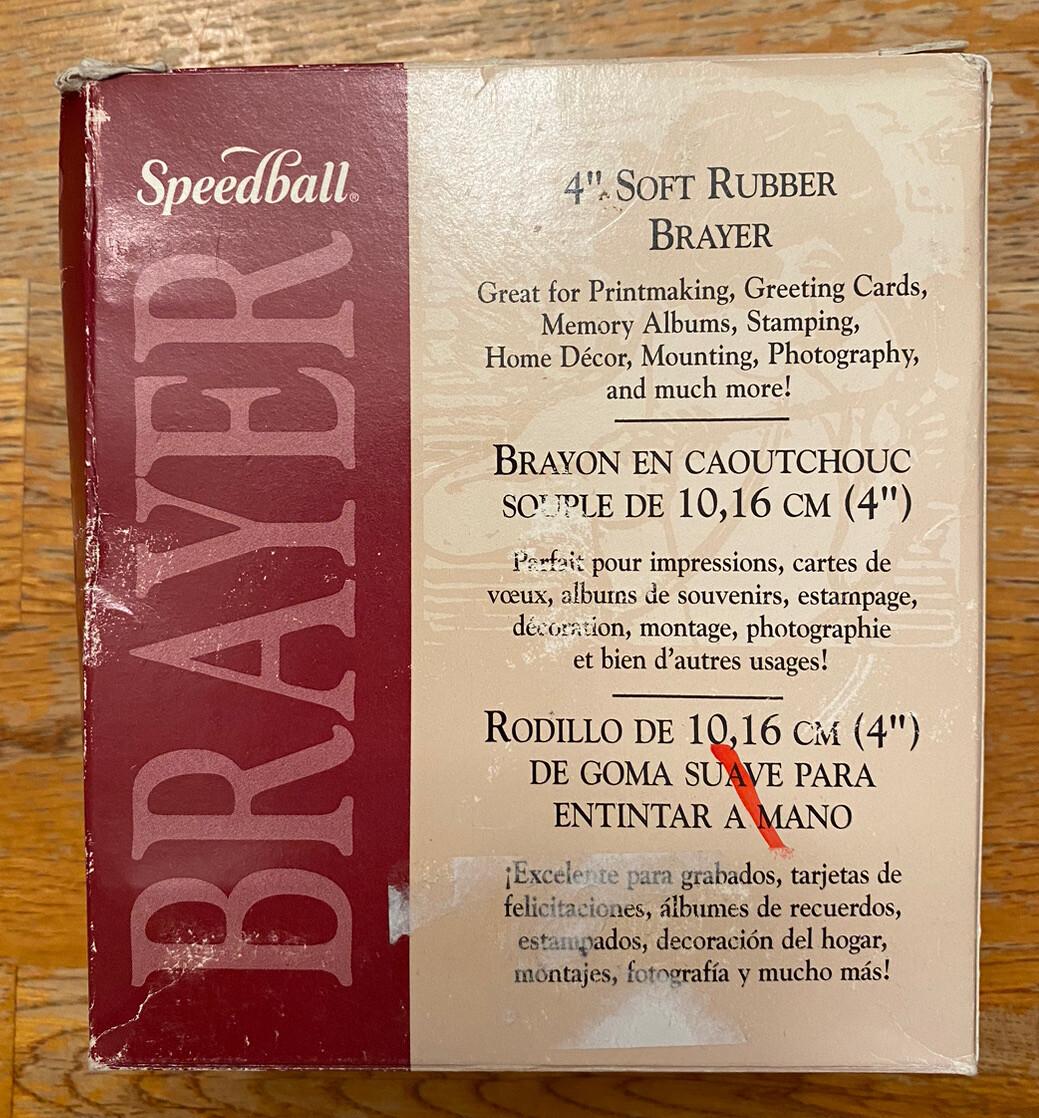 Speedball®
BRAYER
4" SOFT RUBBER
BRAYER
Great for Printmaking, Greeting Cards,
Memory Albums, Stamping,
Home Décor, Mounting, Photography,
and much more!
BRAYON EN CAOUTCHOUC
SOUPLE DE 10,16 CM (4")
Parfait pour impressions, cartes de
vœux, albums de souvenirs, estampage,
décoration, montage, photographie
et bien d'autres usages!
RODILLO DE 10,16 CM (4")
DE GOMA SUAVE PARA
ENTINTAR A MANO
¡Excelente para grabados, tarjetas de
felicitaciones, álbumes de recuerdos,
estampados, decoración del hogar,
montajes, fotografía y mucho más!